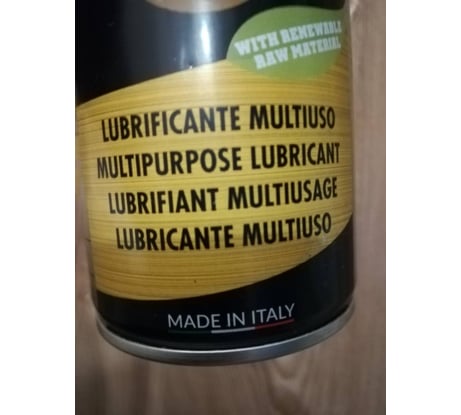 WITH RENEWABLE
RAW MATERIAL
LUBRIFICANTE MULTIUSO
MULTIPURPOSE LUBRICANT
LUBRIFIANT MULTIUSAGE
LUBRICANTE MULTIUSO
MADE IN ITALY